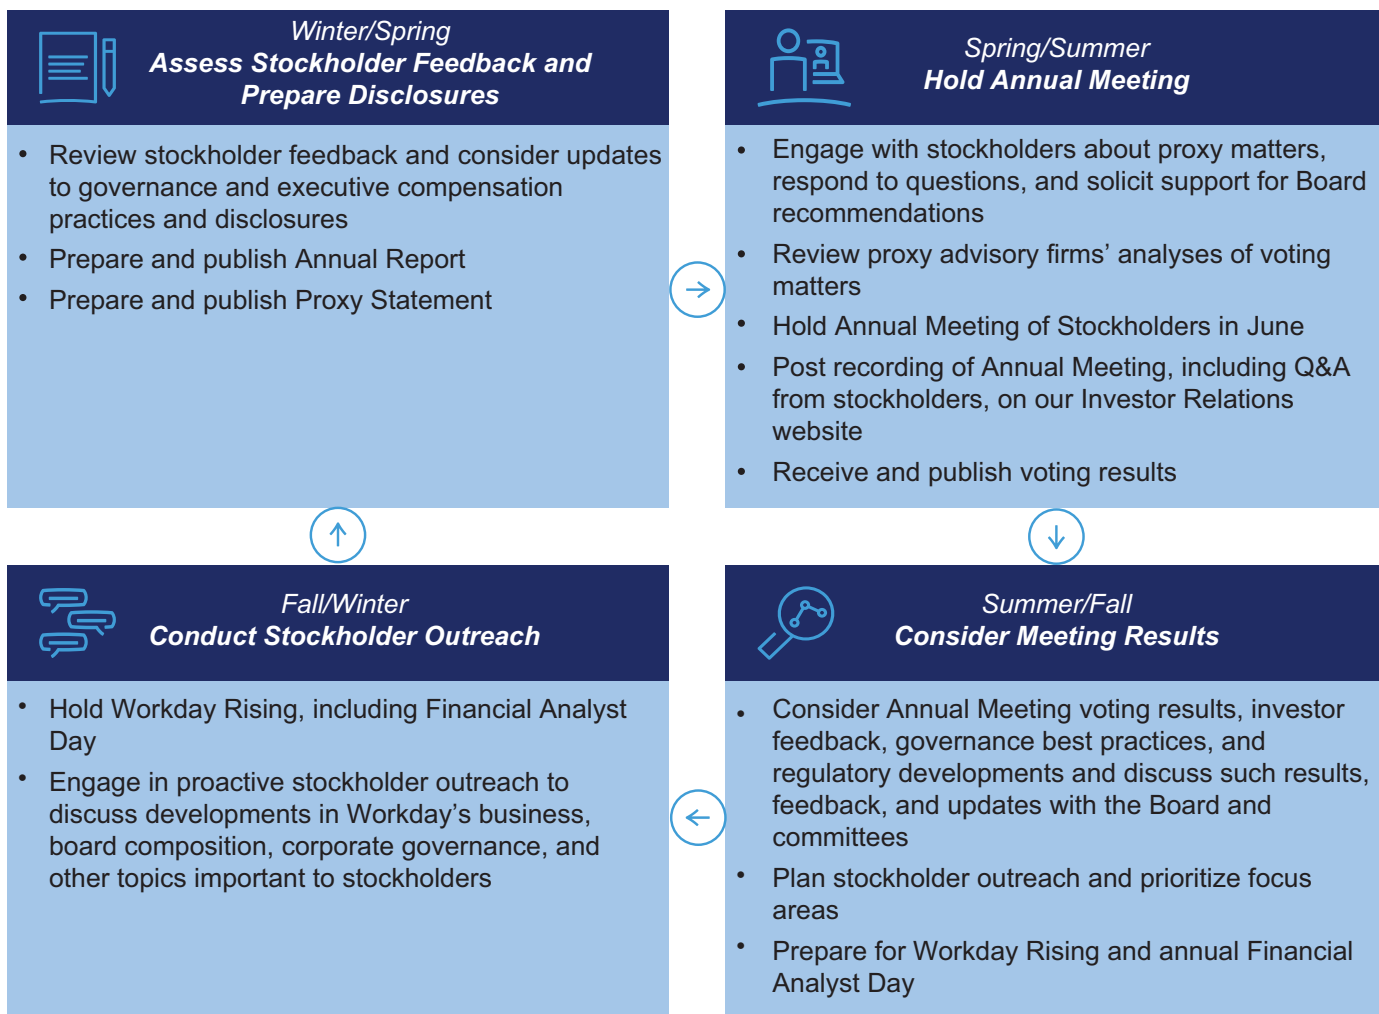 Winter/Spring
Assess Stockholder Feedback and
Prepare Disclosures
• Review stockholder feedback and consider updates
to governance and executive compensation
practices and disclosures
• Prepare and publish Annual Report
• Prepare and publish Proxy Statement
Spring/Summer
Hold Annual Meeting
• Engage with stockholders about proxy matters,
respond to questions, and solicit support for Board
recommendations
• Review proxy advisory firms’ analyses of voting
matters
• Hold Annual Meeting of Stockholders in June
• Post recording of Annual Meeting, including Q&A
from stockholders, on our Investor Relations
website
• Receive and publish voting results
Fall/Winter
Conduct Stockholder Outreach
• Hold Workday Rising, including Financial Analyst
Day
• Engage in proactive stockholder outreach to
discuss developments in Workday’s business,
board composition, corporate governance, and
other topics important to stockholders
Summer/Fall
Consider Meeting Results
• Consider Annual Meeting voting results, investor
feedback, governance best practices, and
regulatory developments and discuss such results,
feedback, and updates with the Board and
committees
• Plan stockholder outreach and prioritize focus
areas
• Prepare for Workday Rising and annual Financial
Analyst Day